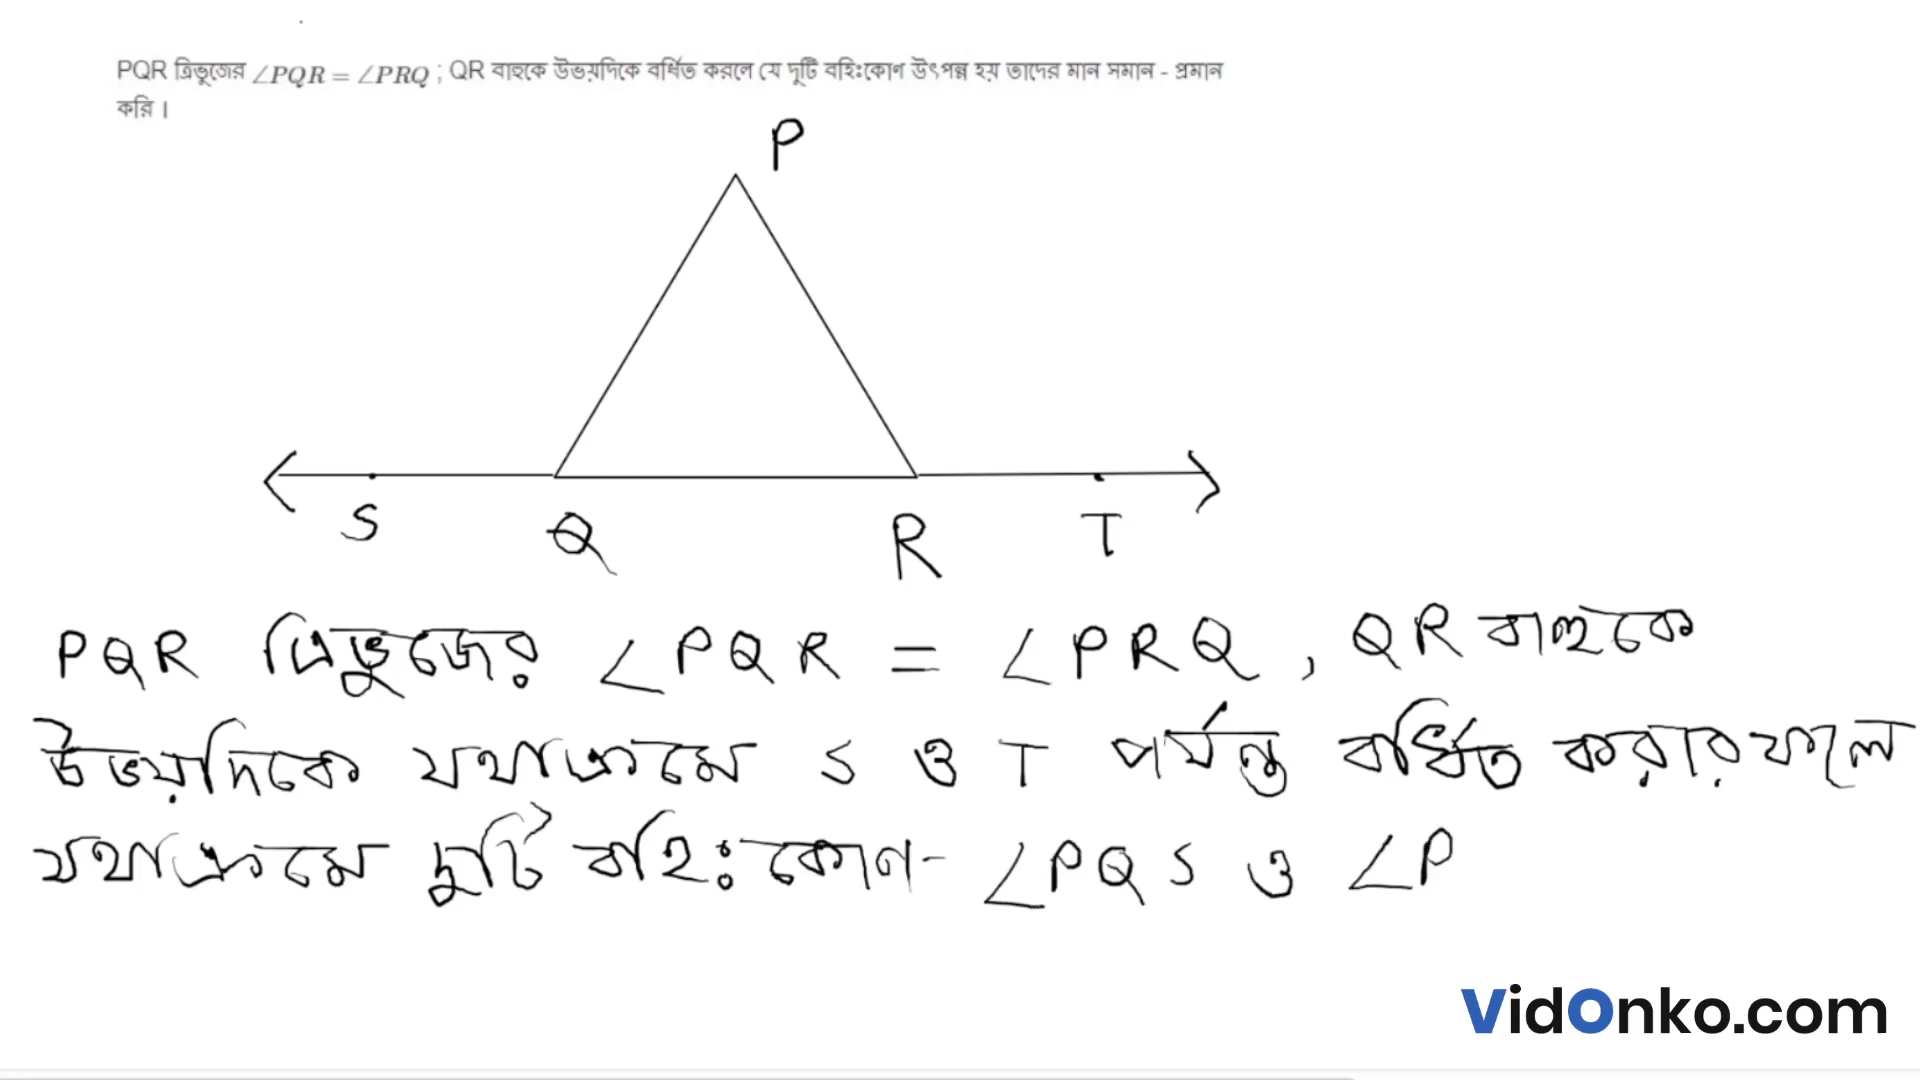 PQR ত্রিভুজের ∠PQR = ∠PRQ ; QR বাহুকে উভয়দিকে বর্ধিত করলে যে দুটি বহিঃকোণ উৎপন্ন হয় তাদের মান সমান - প্রমান
করি ।
P
S Q R T
PQR ত্রিভুজের ∠PQR = ∠PRQ , QR বাহুকে
উভয়দিকে যথাক্রমে S ও T পর্যন্ত বর্ধিত করার ফলে
যথাক্রমে দুটি বহিঃকোণ- ∠PQS ও ∠P
VidOnko.com